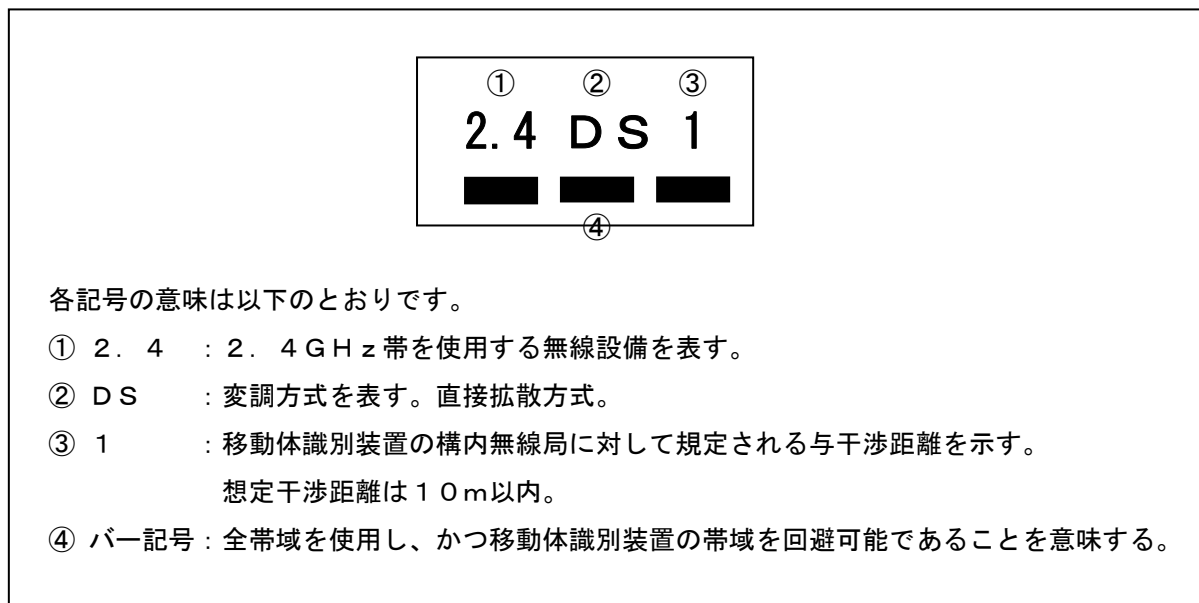 ① ② ③
2.4 DS 1
④
各記号の意味は以下のとおりです。
① ２．４ ：２．４ＧＨｚ帯を使用する無線設備を表す。
② ＤＳ ：変調方式を表す。直接拡散方式。
③ １ ：移動体識別装置の構内無線局に対して規定される与干渉距離を示す。
想定干渉距離は１０ｍ以内。
④ バー記号：全帯域を使用し、かつ移動体識別装置の帯域を回避可能であることを意味する。